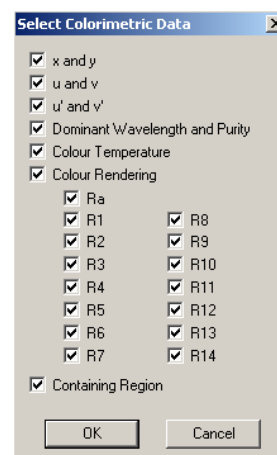 Select Colorimetric Data
x and y
u and v
u' and v'
Dominant Wavelength and Purity
Colour Temperature
Colour Rendering
Ra
R1 R8
R2 R9
R3 R10
R4 R11
R5 R12
R6 R13
R7 R14
Containing Region
OK Cancel